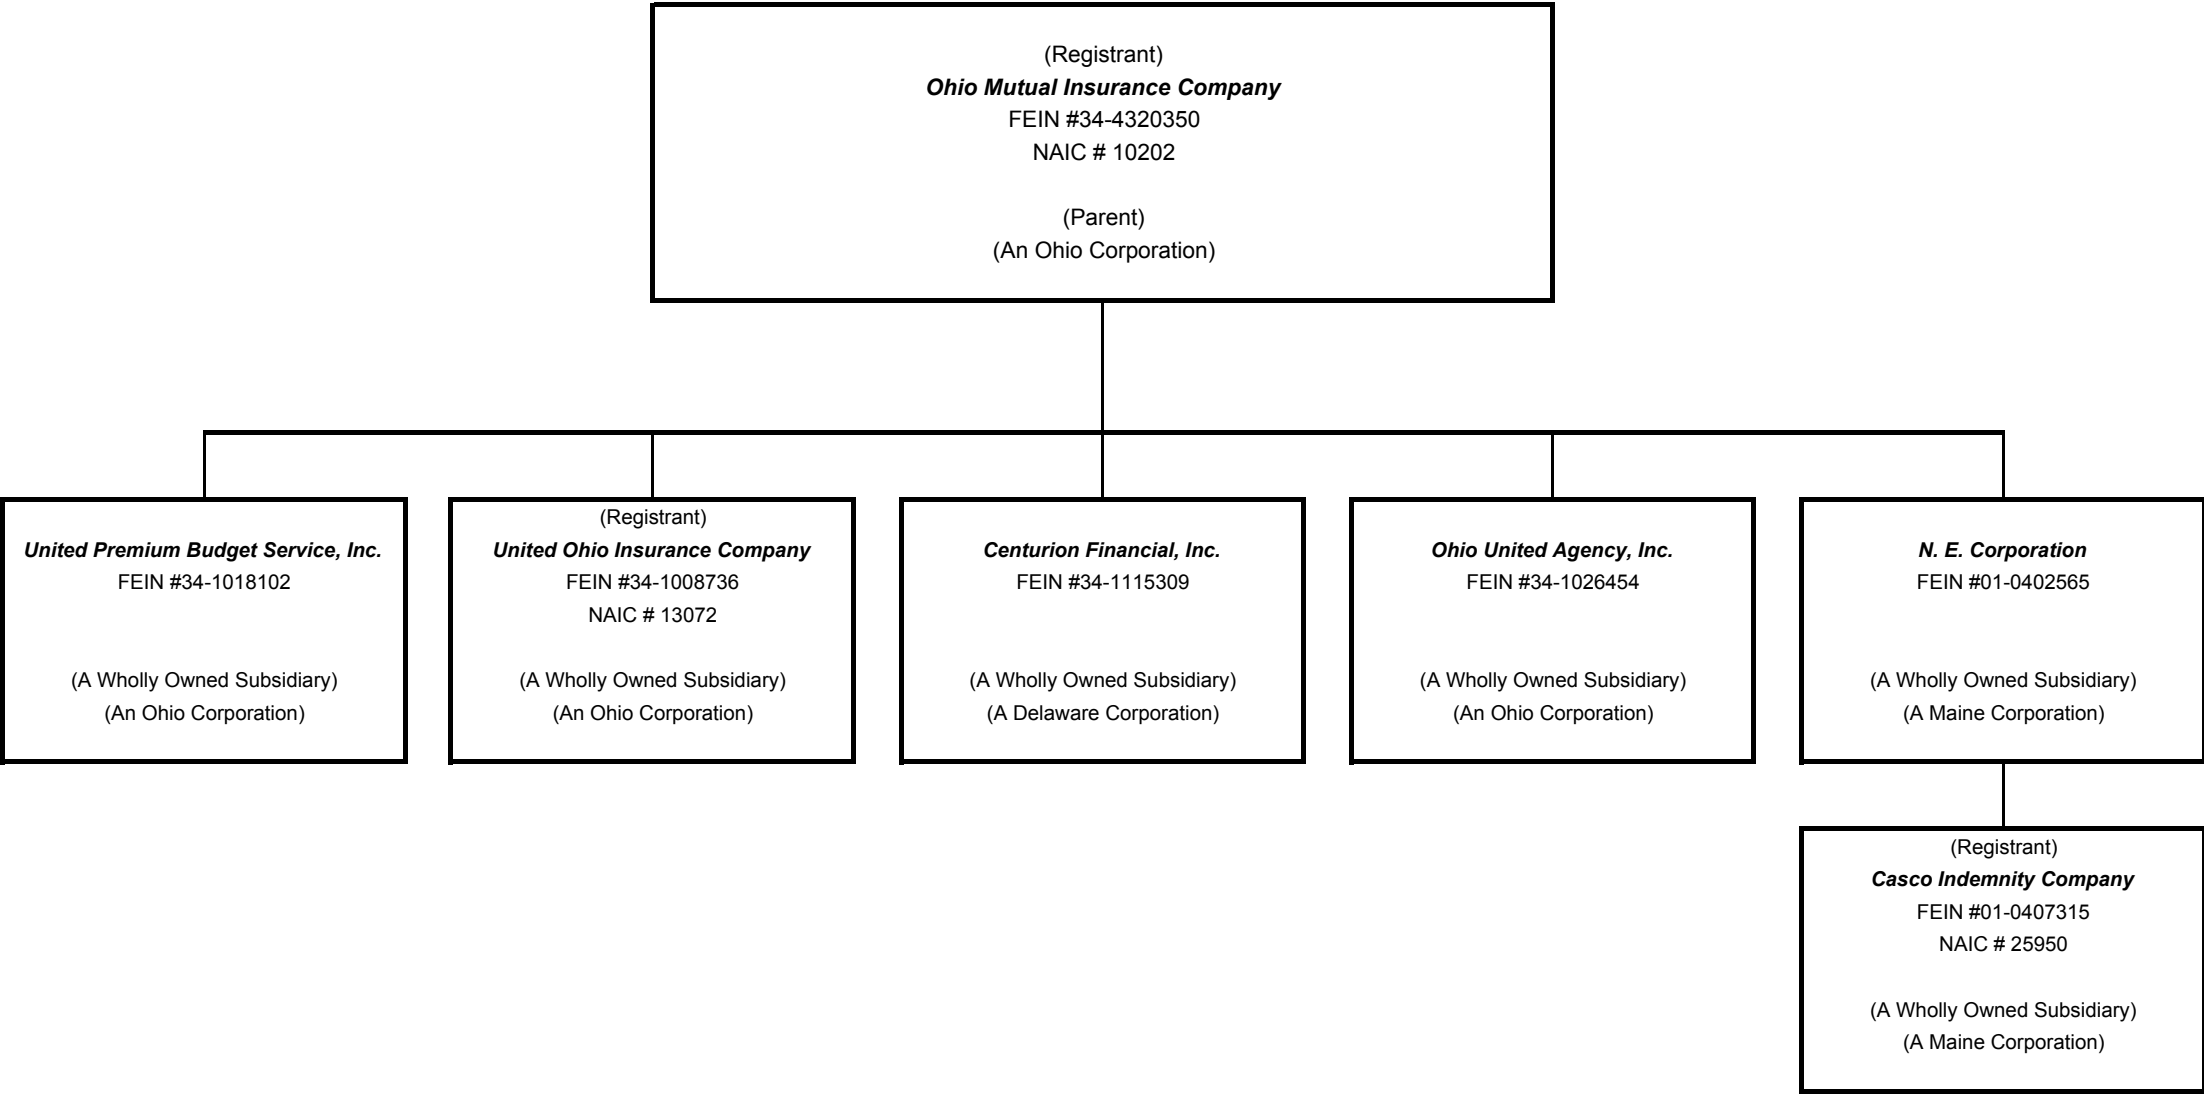 (Registrant)
Ohio Mutual Insurance Company
FEIN #34-4320350
NAIC # 10202
(Parent)
(An Ohio Corporation)
United Premium Budget Service, Inc.
FEIN #34-1018102
(A Wholly Owned Subsidiary)
(An Ohio Corporation)
(Registrant)
United Ohio Insurance Company
FEIN #34-1008736
NAIC # 13072
(A Wholly Owned Subsidiary)
(An Ohio Corporation)
Centurion Financial, Inc.
FEIN #34-1115309
(A Wholly Owned Subsidiary)
(A Delaware Corporation)
Ohio United Agency, Inc.
FEIN #34-1026454
(A Wholly Owned Subsidiary)
(An Ohio Corporation)
N. E. Corporation
FEIN #01-0402565
(A Wholly Owned Subsidiary)
(A Maine Corporation)
(Registrant)
Casco Indemnity Company
FEIN #01-0407315
NAIC # 25950
(A Wholly Owned Subsidiary)
(A Maine Corporation)